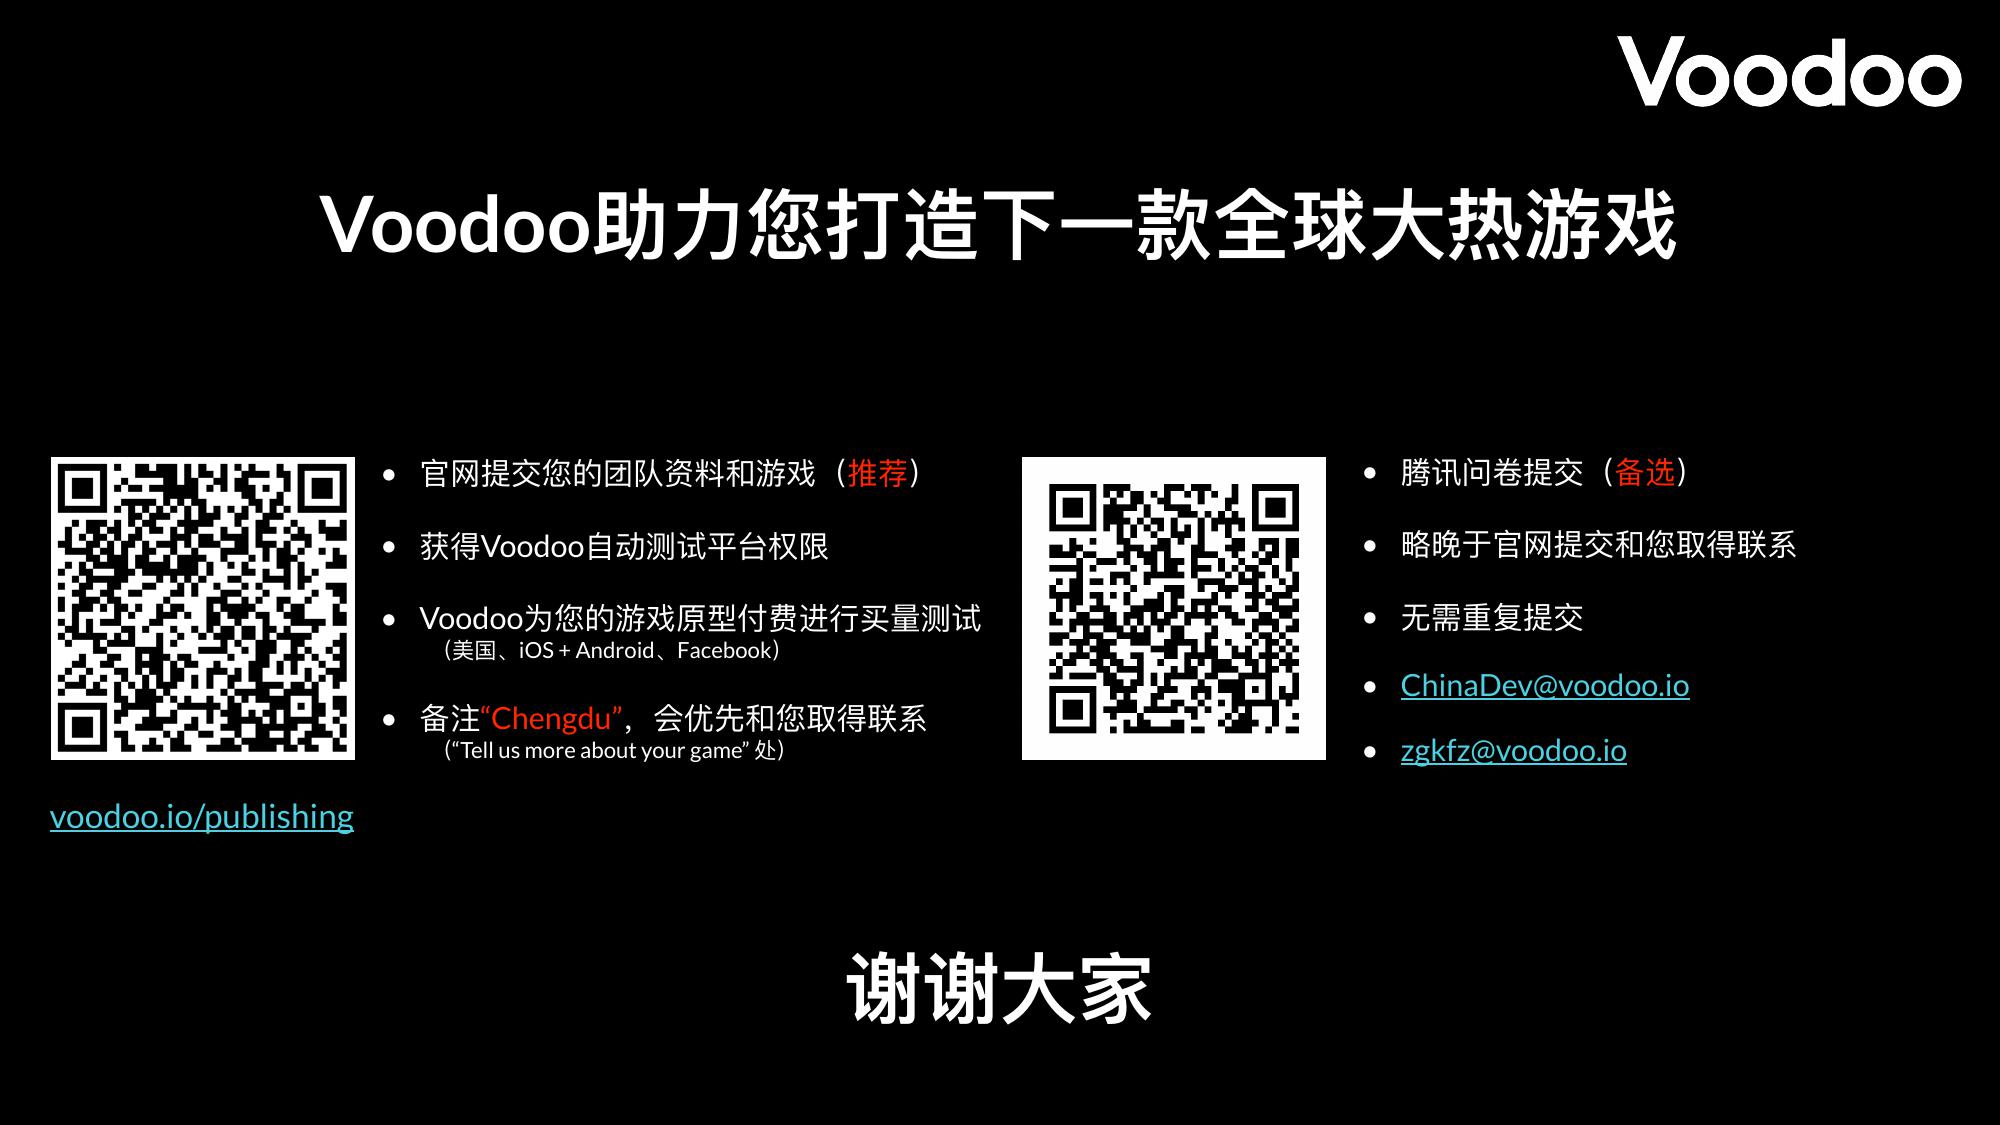 Voodoo
Voodoo助力您打造下一款全球大热游戏
• 官网提交您的团队资料和游戏（推荐）
• 获得Voodoo自动测试平台权限
• Voodoo为您的游戏原型付费进行买量测试
（美国、iOS + Android、Facebook）
• 备注“Chengdu”，会优先和您取得联系
（“Tell us more about your game” 处）
voodoo.io/publishing
• 腾讯问卷提交（备选）
• 略晚于官网提交和您取得联系
• 无需重复提交
• ChinaDev@voodoo.io
• zgkfz@voodoo.io
谢谢大家